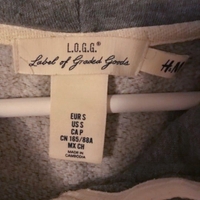 L.O.G.G.®
Label of Graded Goods
H&M
EUR S
US S
CA P
CN 165/88A
MX CH
MADE IN
CAMBODIA